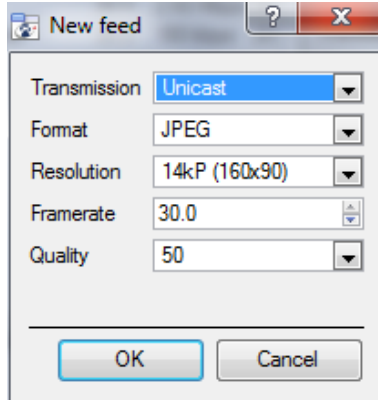 New feed
Transmission Unicast
Format JPEG
Resolution 14kP (160x90)
Framerate 30.0
Quality 50
OK Cancel